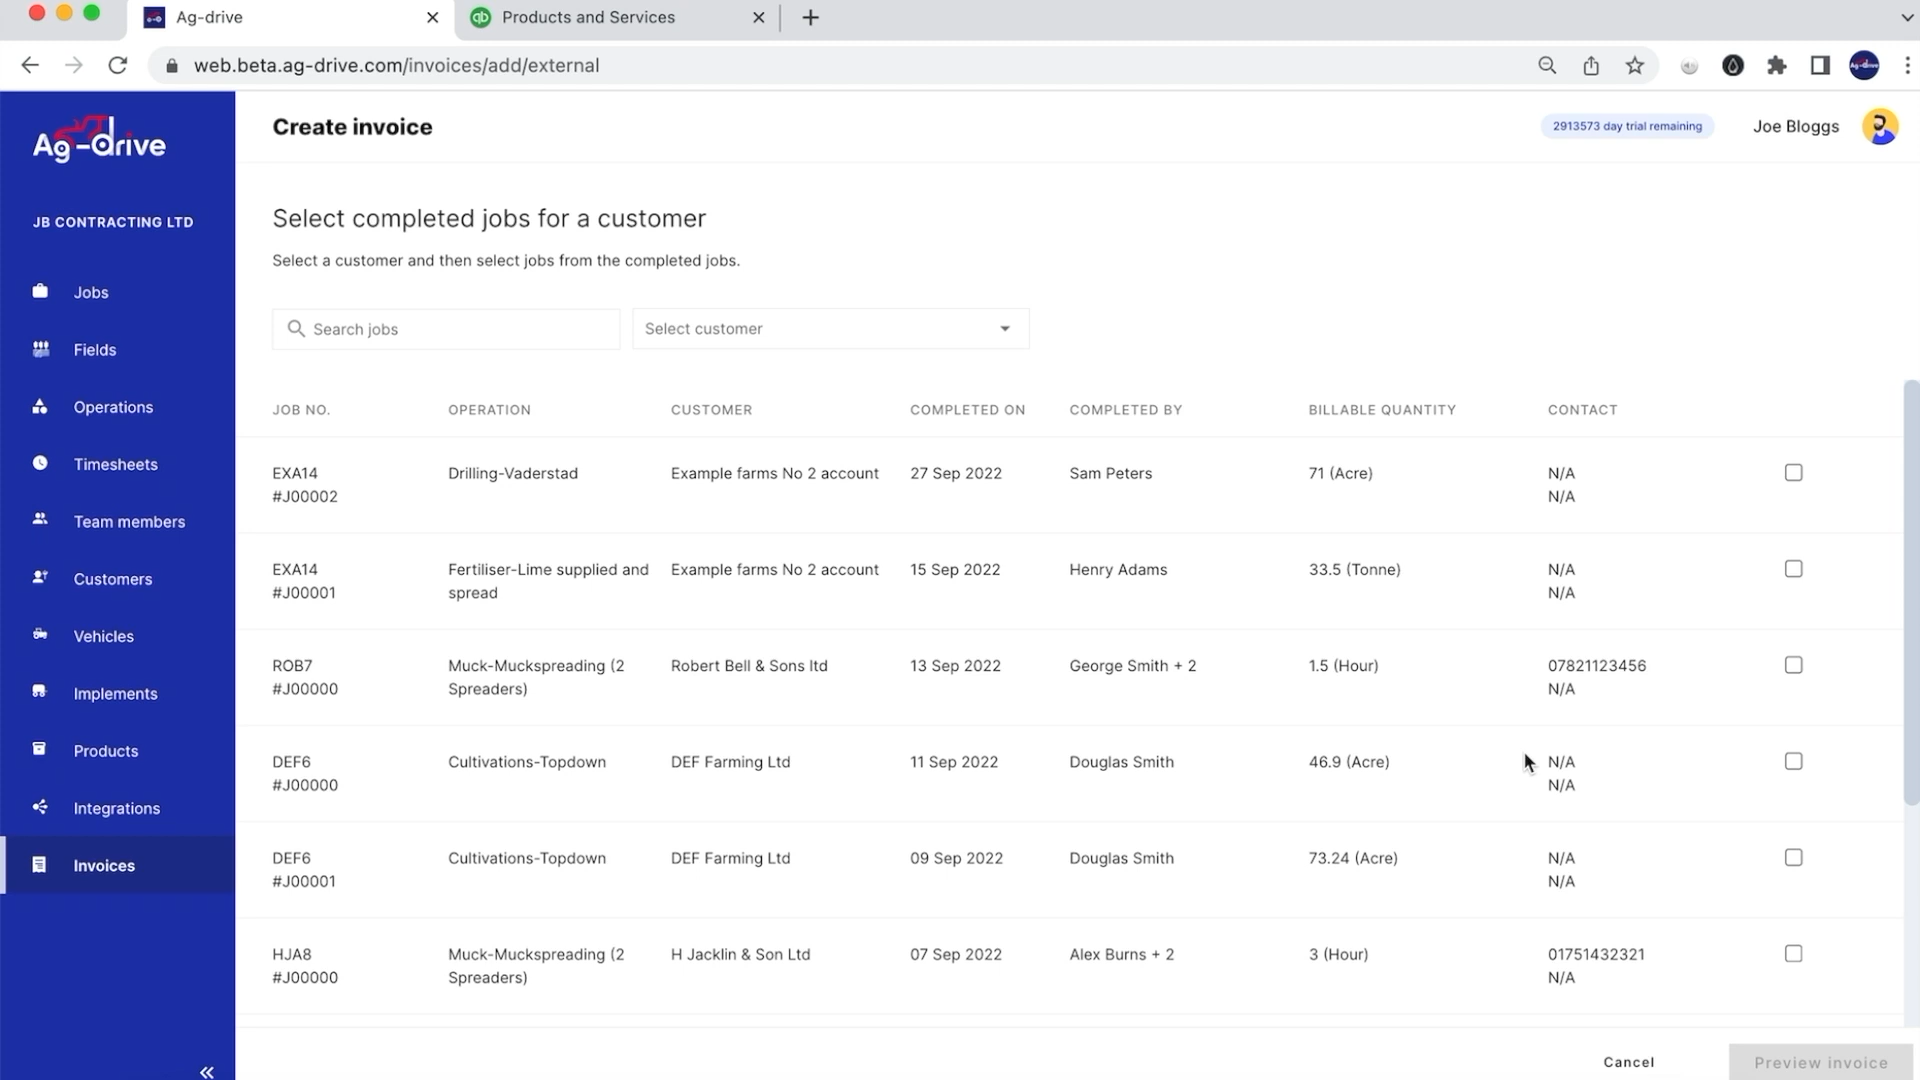 Ag-drive
Products and Services
web.beta.ag-drive.com/invoices/add/external
Ag-drive
Ag-drive
Create invoice
2913573 day trial remaining
Joe Bloggs
JB CONTRACTING LTD
Jobs
Fields
Operations
Timesheets
Team members
Customers
Vehicles
Implements
Products
Integrations
Invoices
Select completed jobs for a customer
Select a customer and then select jobs from the completed jobs.
Search jobs
Select customer
JOB NO. OPERATION CUSTOMER COMPLETED ON COMPLETED BY BILLABLE QUANTITY CONTACT
EXA14 Drilling-Vaderstad Example farms No 2 account 27 Sep 2022 Sam Peters 71 (Acre) N/A
#J00002 N/A
EXA14 Fertiliser-Lime supplied and Example farms No 2 account 15 Sep 2022 Henry Adams 33.5 (Tonne) N/A
#J00001 spread N/A
ROB7 Muck-Muckspreading (2 Robert Bell & Sons ltd 13 Sep 2022 George Smith + 2 1.5 (Hour) 07821123456
#J00000 Spreaders) N/A
DEF6 Cultivations-Topdown DEF Farming Ltd 11 Sep 2022 Douglas Smith 46.9 (Acre) N/A
#J00000 N/A
DEF6 Cultivations-Topdown DEF Farming Ltd 09 Sep 2022 Douglas Smith 73.24 (Acre) N/A
#J00001 N/A
HJA8 Muck-Muckspreading (2 H Jacklin & Son Ltd 07 Sep 2022 Alex Burns + 2 3 (Hour) 01751432321
#J00000 Spreaders) N/A
Cancel
Preview invoice